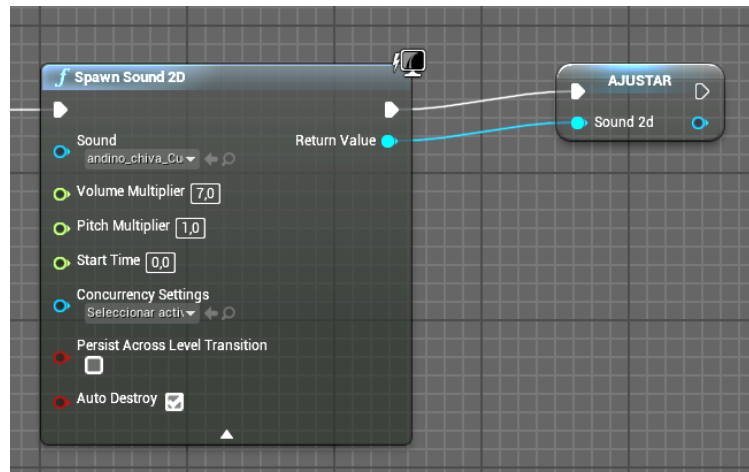 f Spawn Sound 2D
AJUSTAR
Sound 2d
Sound
andino_chiva_Cu
Return Value
Volume Multiplier 7,0
Pitch Multiplier 1,0
Start Time 0,0
Concurrency Settings
Seleccionar activ
Persist Across Level Transition
Auto Destroy